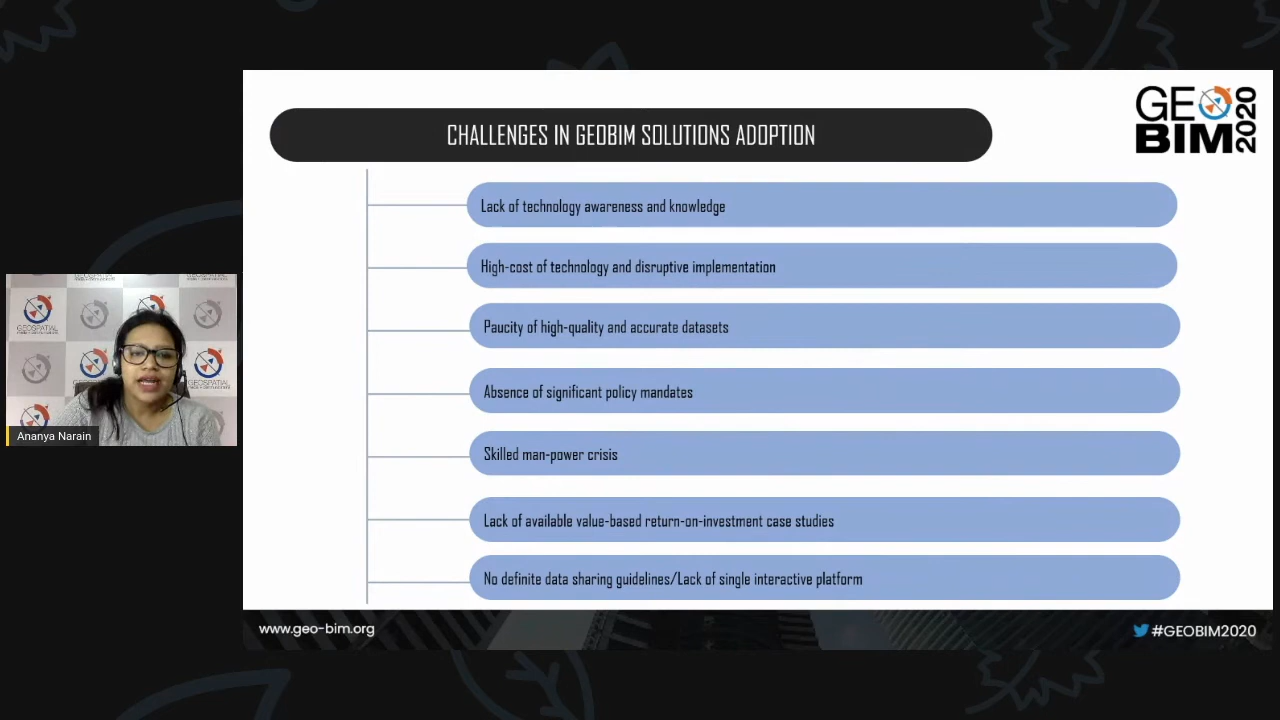 CHALLENGES IN GEOBIM SOLUTIONS ADOPTION
GEO
BIM
2020
Lack of technology awareness and knowledge
High-cost of technology and disruptive implementation
Paucity of high-quality and accurate datasets
Absence of significant policy mandates
Skilled man-power crisis
Lack of available value-based return-on-investment case studies
No definite data sharing guidelines/Lack of single interactive platform
GEOSPATIAL
GEOSPATIAL
Ananya Narain
www.geo-bim.org
#GEOBIM2020